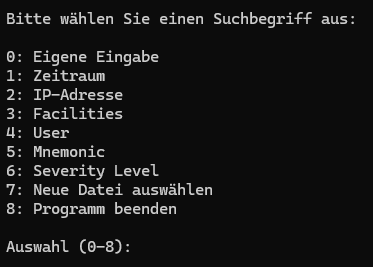 Bitte wählen Sie einen Suchbegriff aus:
0: Eigene Eingabe
1: Zeitraum
2: IP-Adresse
3: Facilities
4: User
5: Mnemonic
6: Severity Level
7: Neue Datei auswählen
8: Programm beenden
Auswahl (0-8):